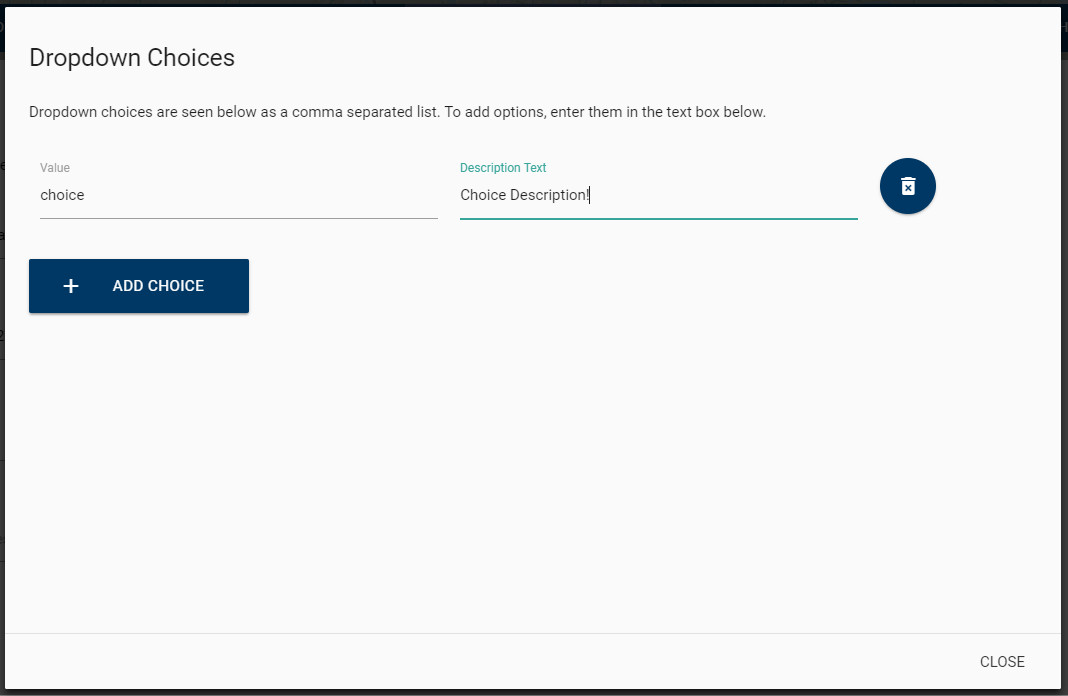 Dropdown Choices
Dropdown choices are seen below as a comma separated list. To add options, enter them in the text box below.
Value
Description Text
choice
Choice Description!
ADD CHOICE
CLOSE